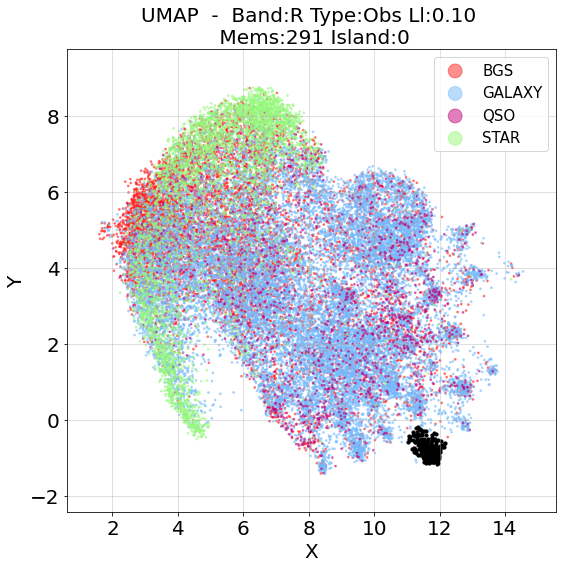 UMAP  -  Band:R Type:Obs Ll:0.10
Mems:291 Island:0
BGS
GALAXY
QSO
STAR
Y
8
6
4
2
0
−2
2 4 6 8 10 12 14
X